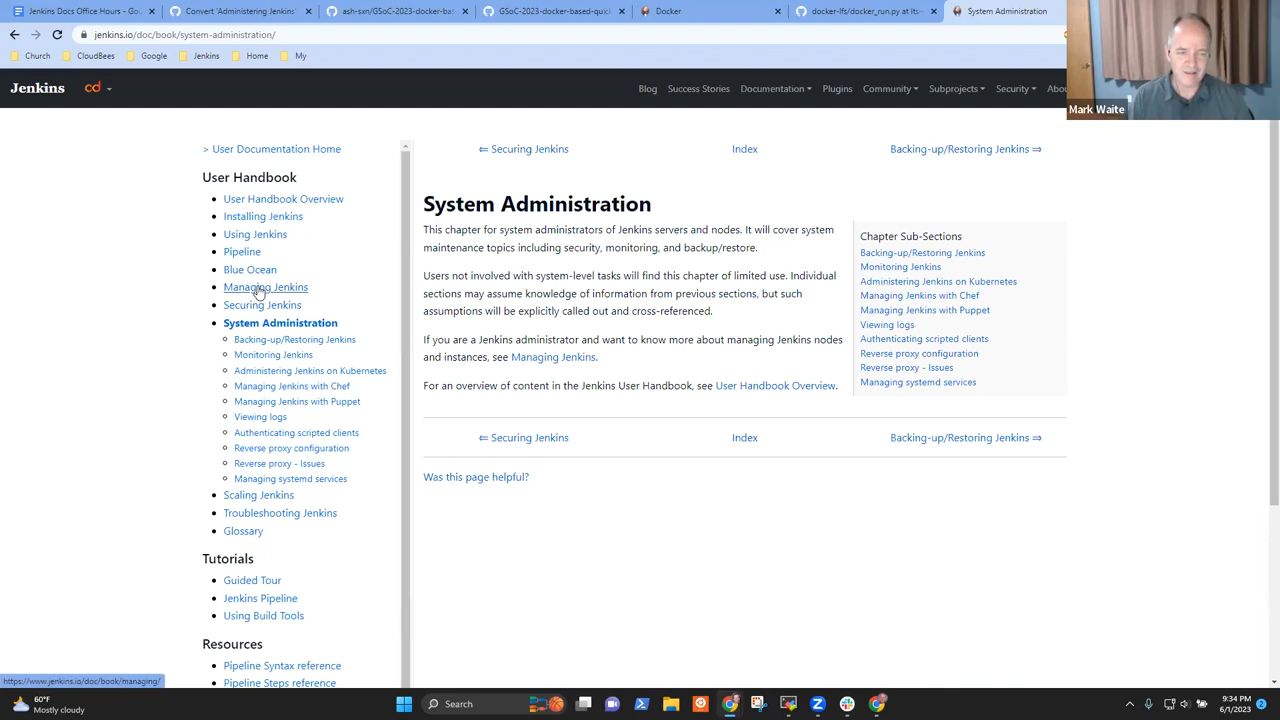 Jenkins Docs Office Hours - Go
Convert 'Administering Jenkins'
ash-sxn/GSoC-2023-docker-bas
GSoC-2023-docker-based-quick
Docker
docker-lfs/docker_run.py at lts-
System Administration
jenkins.io/doc/book/system-administration/
Church CloudBees Google Jenkins Home My
Jenkins cd Blog Success Stories Documentation Plugins Community Subprojects Security Abou
Mark Waite
> User Documentation Home
User Handbook
User Handbook Overview
Installing Jenkins
Using Jenkins
Pipeline
Blue Ocean
Managing Jenkins
Securing Jenkins
System Administration
Backing-up/Restoring Jenkins
Monitoring Jenkins
Administering Jenkins on Kubernetes
Managing Jenkins with Chef
Managing Jenkins with Puppet
Viewing logs
Authenticating scripted clients
Reverse proxy configuration
Reverse proxy - Issues
Managing systemd services
Scaling Jenkins
Troubleshooting Jenkins
Glossary
Tutorials
Guided Tour
Jenkins Pipeline
Using Build Tools
Resources
Pipeline Syntax reference
Pipeline Steps reference
⇐ Securing Jenkins Index Backing-up/Restoring Jenkins ⇒
System Administration
This chapter for system administrators of Jenkins servers and nodes. It will cover system
maintenance topics including security, monitoring, and backup/restore.
Users not involved with system-level tasks will find this chapter of limited use. Individual
sections may assume knowledge of information from previous sections, but such
assumptions will be explicitly called out and cross-referenced.
If you are a Jenkins administrator and want to know more about managing Jenkins nodes
and instances, see Managing Jenkins.
For an overview of content in the Jenkins User Handbook, see User Handbook Overview.
Chapter Sub-Sections
Backing-up/Restoring Jenkins
Monitoring Jenkins
Administering Jenkins on Kubernetes
Managing Jenkins with Chef
Managing Jenkins with Puppet
Viewing logs
Authenticating scripted clients
Reverse proxy configuration
Reverse proxy - Issues
Managing systemd services
⇐ Securing Jenkins Index Backing-up/Restoring Jenkins ⇒
Was this page helpful?
https://www.jenkins.io/doc/book/managing/
60°F
Mostly cloudy
Search
9:34 PM
6/1/2023
2